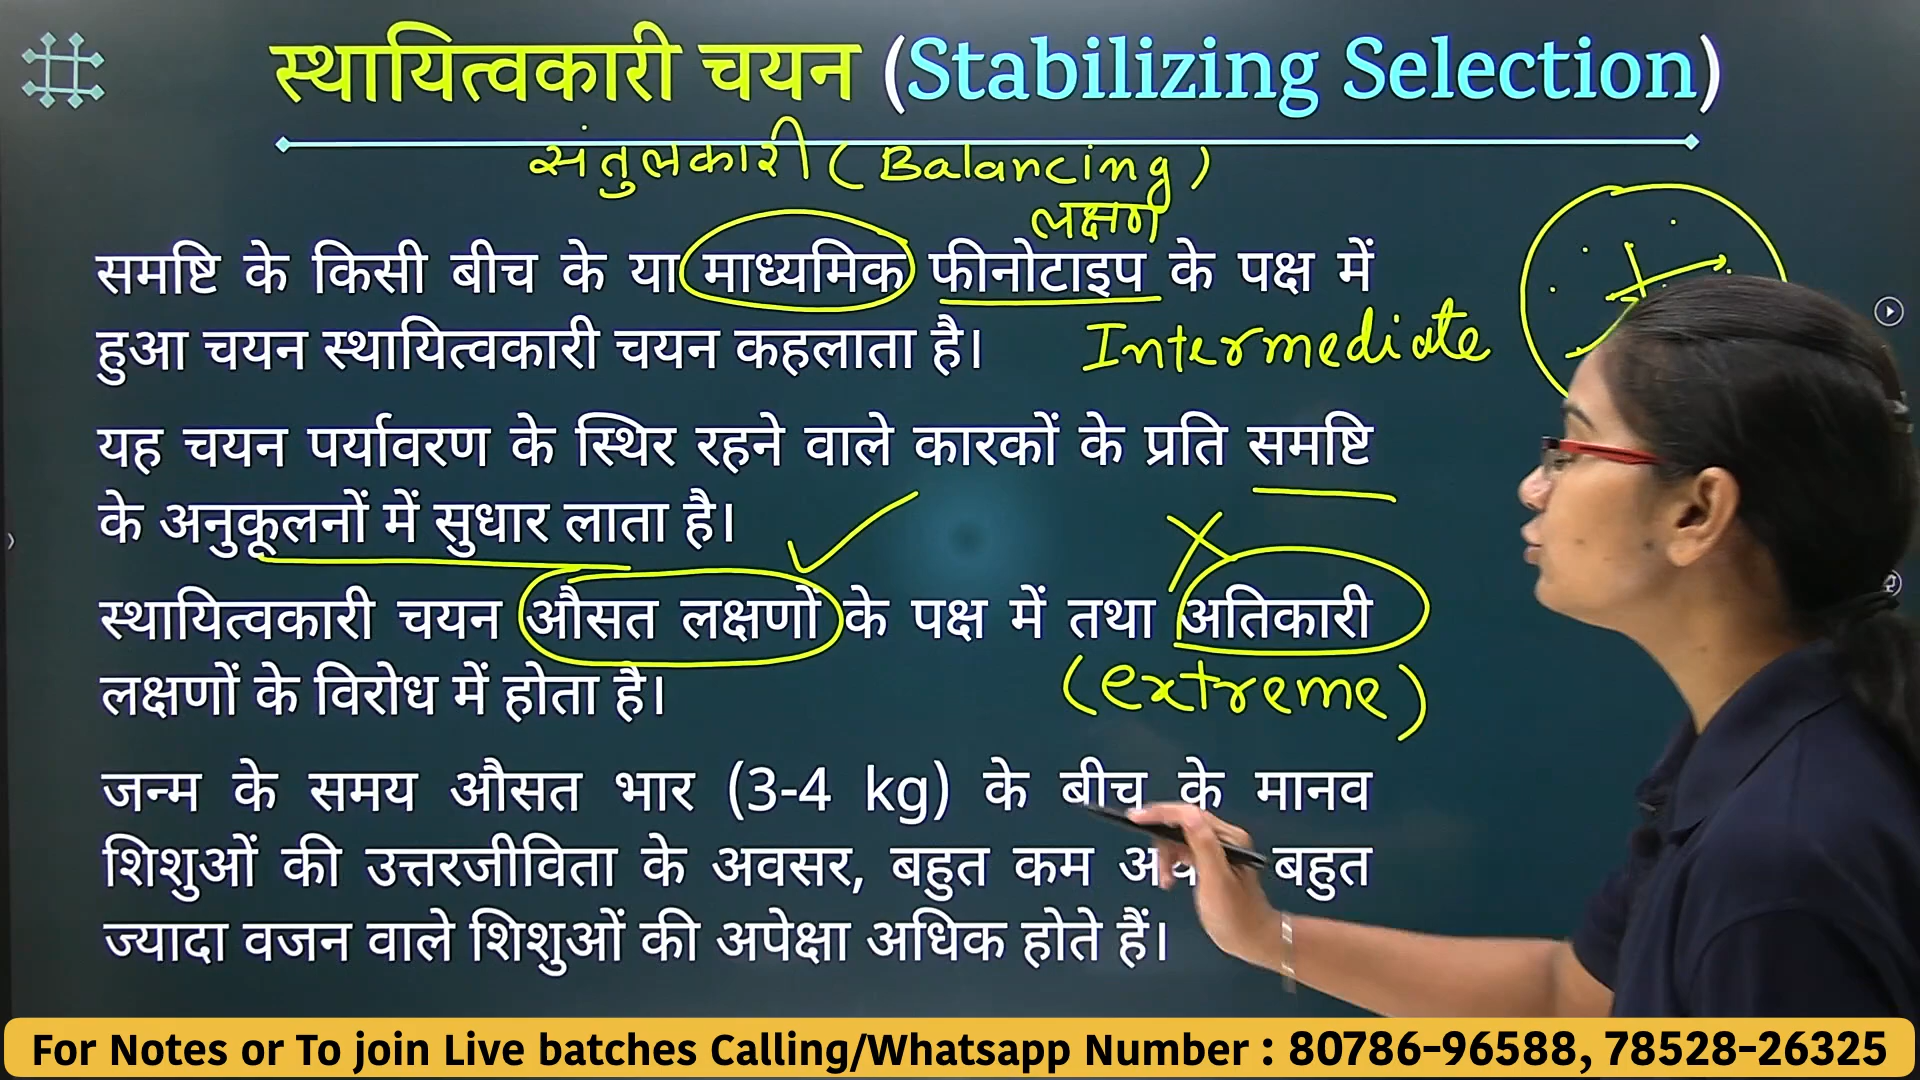 स्थायित्वकारी चयन (Stabilizing Selection)
संतुलकारी ( Balancing )
लक्षण
समष्टि के किसी बीच के या माध्यमिक फीनोटाइप के पक्ष में
हुआ चयन स्थायित्वकारी चयन कहलाता है।
Intermediate
यह चयन पर्यावरण के स्थिर रहने वाले कारकों के प्रति समष्टि
के अनुकूलनों में सुधार लाता है।
स्थायित्वकारी चयन औसत लक्षणों के पक्ष में तथा अतिकारी
लक्षणों के विरोध में होता है।
(extreme)
जन्म के समय औसत भार (3-4 kg) के बीच के मानव
शिशुओं की उत्तरजीविता के अवसर, बहुत कम बहुत
ज्यादा वजन वाले शिशुओं की अपेक्षा अधिक होते हैं।
For Notes or To join Live batches Calling/Whatsapp Number : 80786-96588, 78528-26325